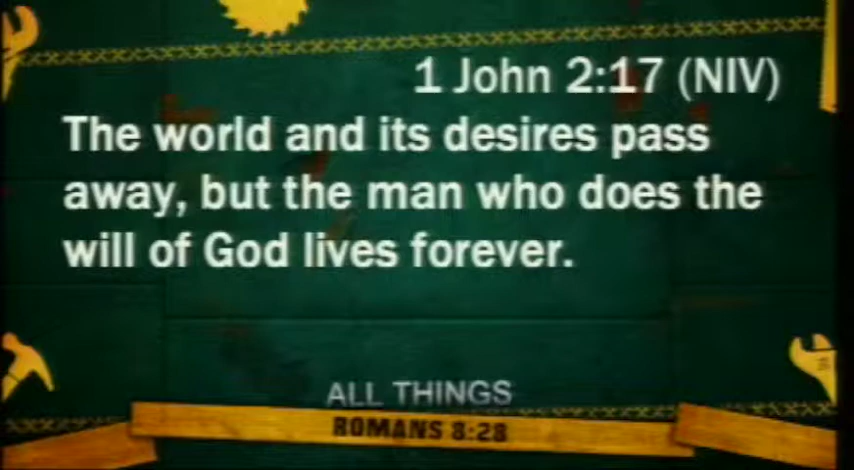 1 John 2:17 (NIV)
The world and its desires pass
away, but the man who does the
will of God lives forever.
ALL THINGS
ROMANS 8:28